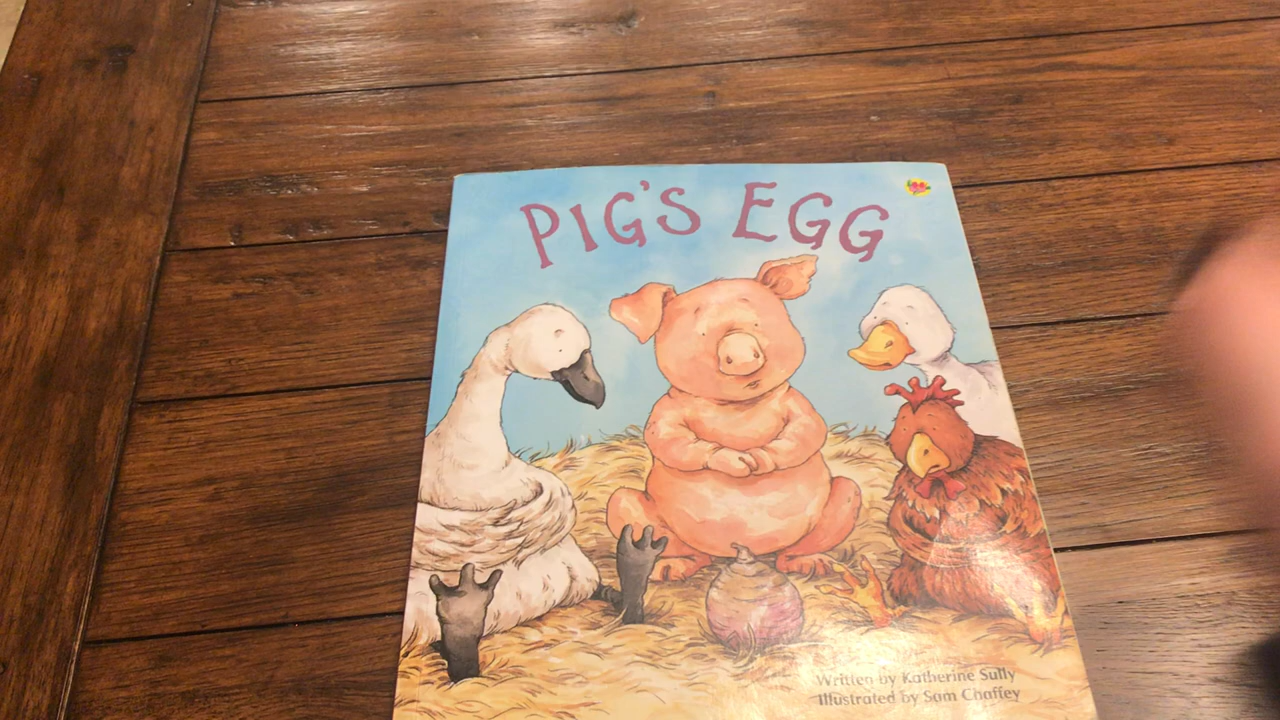 PIG'S EGG
Written by Katherine Sully
Illustrated by Sam Chaffey